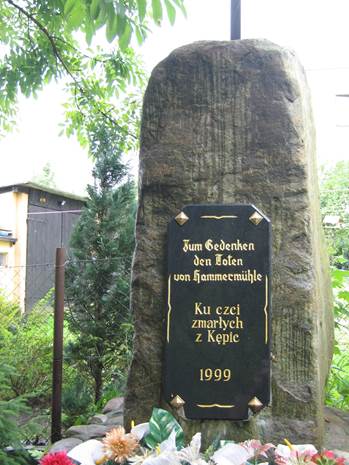 Zum Gedenken
den Toten
von Hammermühle
Ku czci
zmarłych
z Kępic
1999